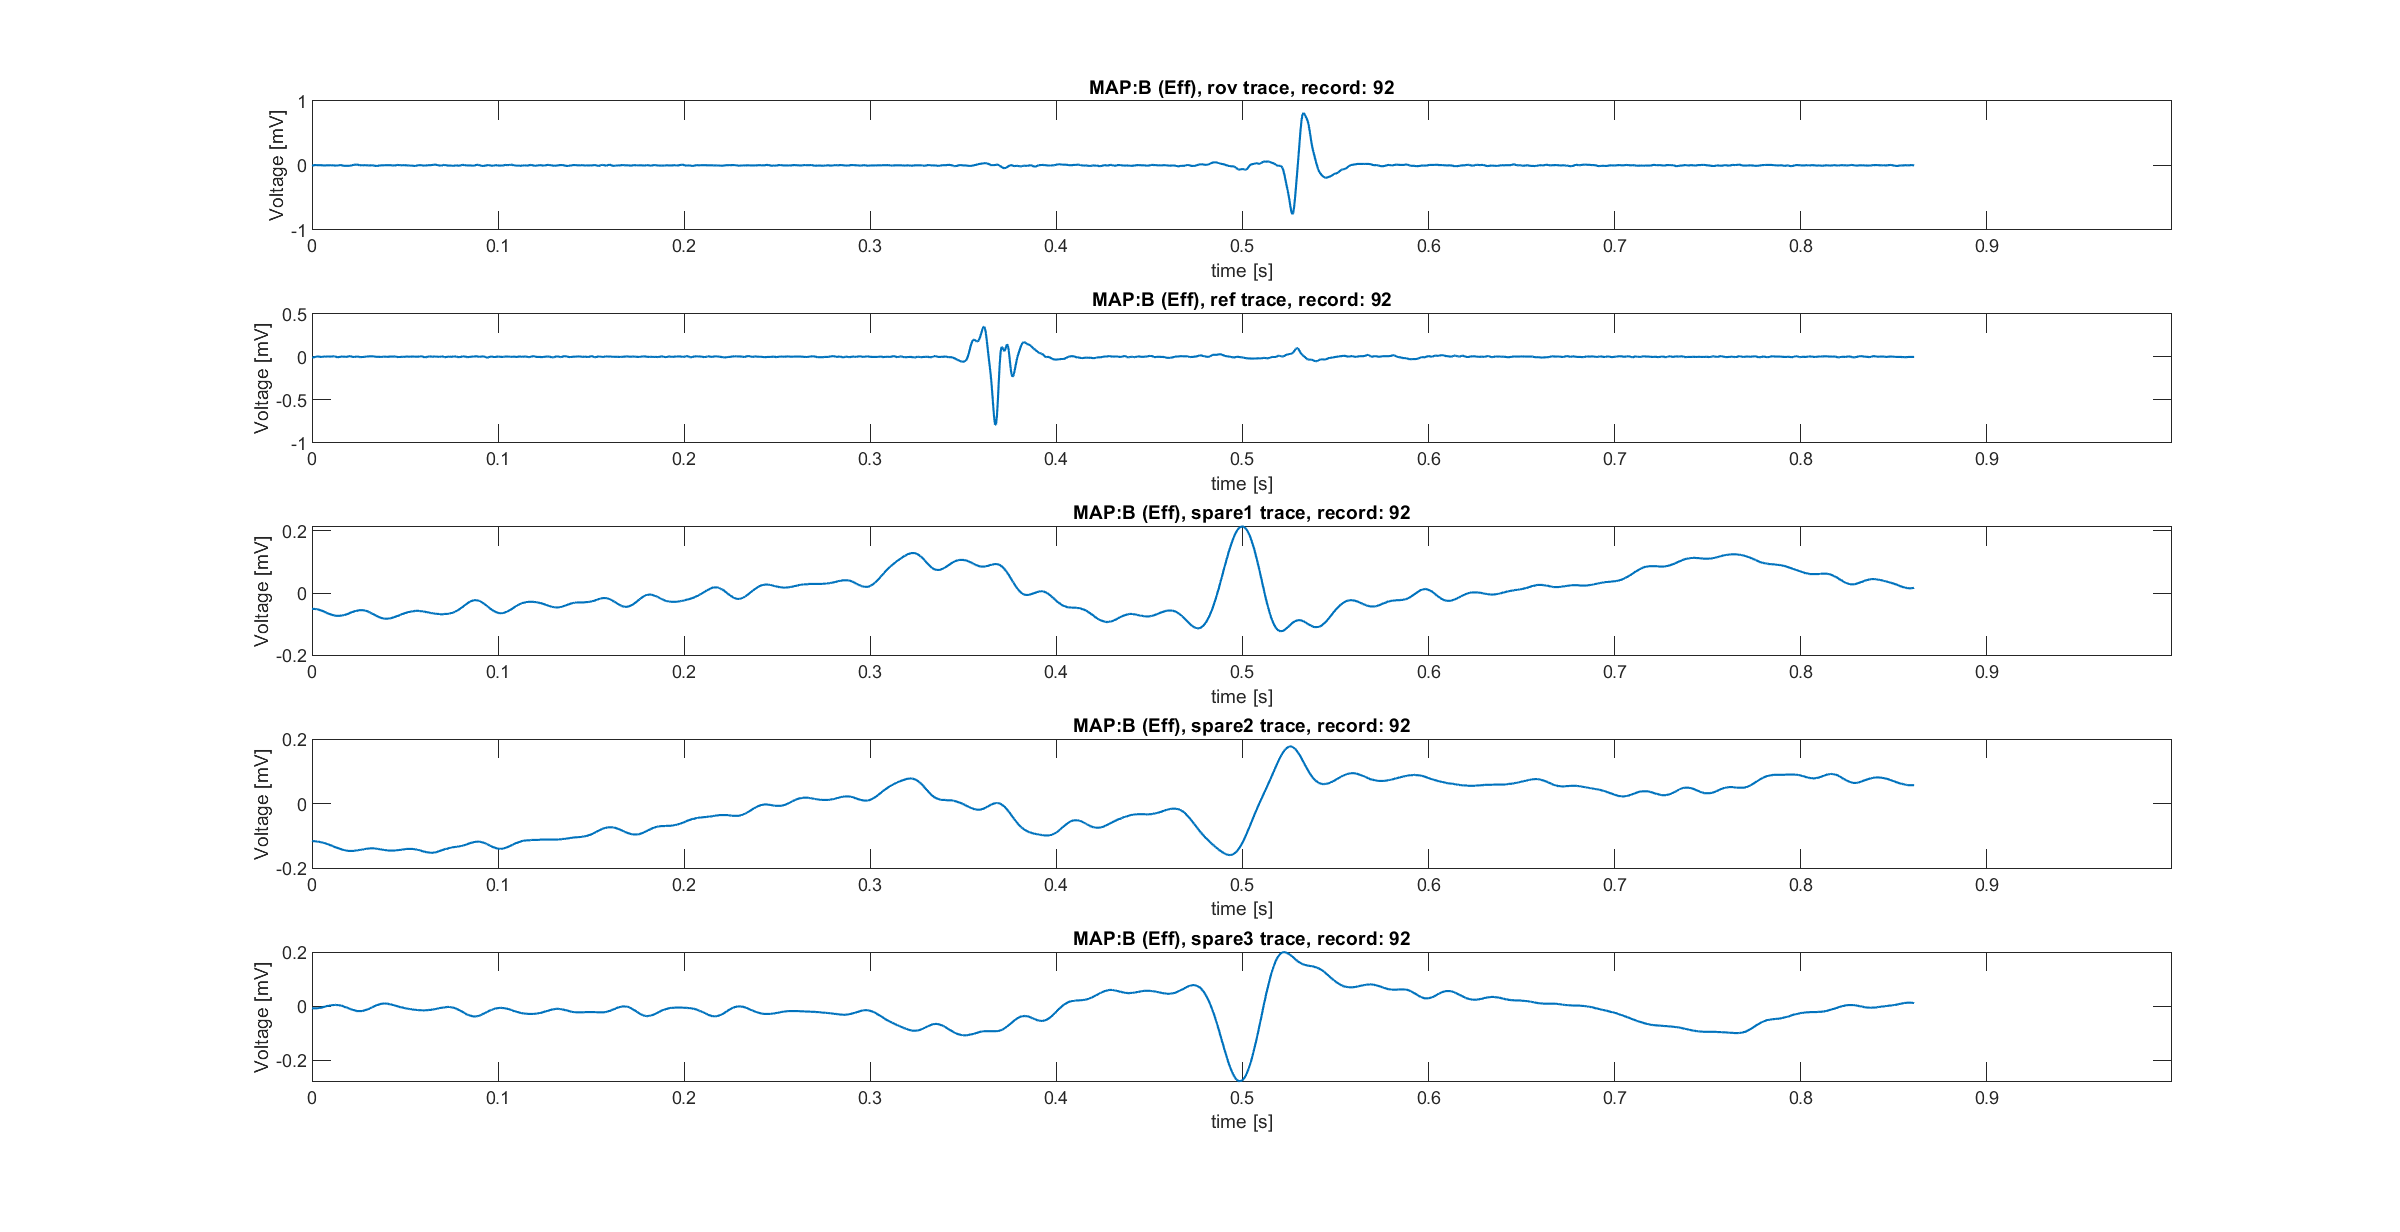 MAP:B (Eff), rov trace, record: 92
Voltage [mV]
1
0
-1
0 0.1 0.2 0.3 0.4 0.5 0.6 0.7 0.8 0.9
time [s]
MAP:B (Eff), ref trace, record: 92
Voltage [mV]
0.5
0
-0.5
-1
0 0.1 0.2 0.3 0.4 0.5 0.6 0.7 0.8 0.9
time [s]
MAP:B (Eff), spare1 trace, record: 92
Voltage [mV]
0.2
0
-0.2
0 0.1 0.2 0.3 0.4 0.5 0.6 0.7 0.8 0.9
time [s]
MAP:B (Eff), spare2 trace, record: 92
Voltage [mV]
0.2
0
-0.2
0 0.1 0.2 0.3 0.4 0.5 0.6 0.7 0.8 0.9
time [s]
MAP:B (Eff), spare3 trace, record: 92
Voltage [mV]
0.2
0
-0.2
0 0.1 0.2 0.3 0.4 0.5 0.6 0.7 0.8 0.9
time [s]